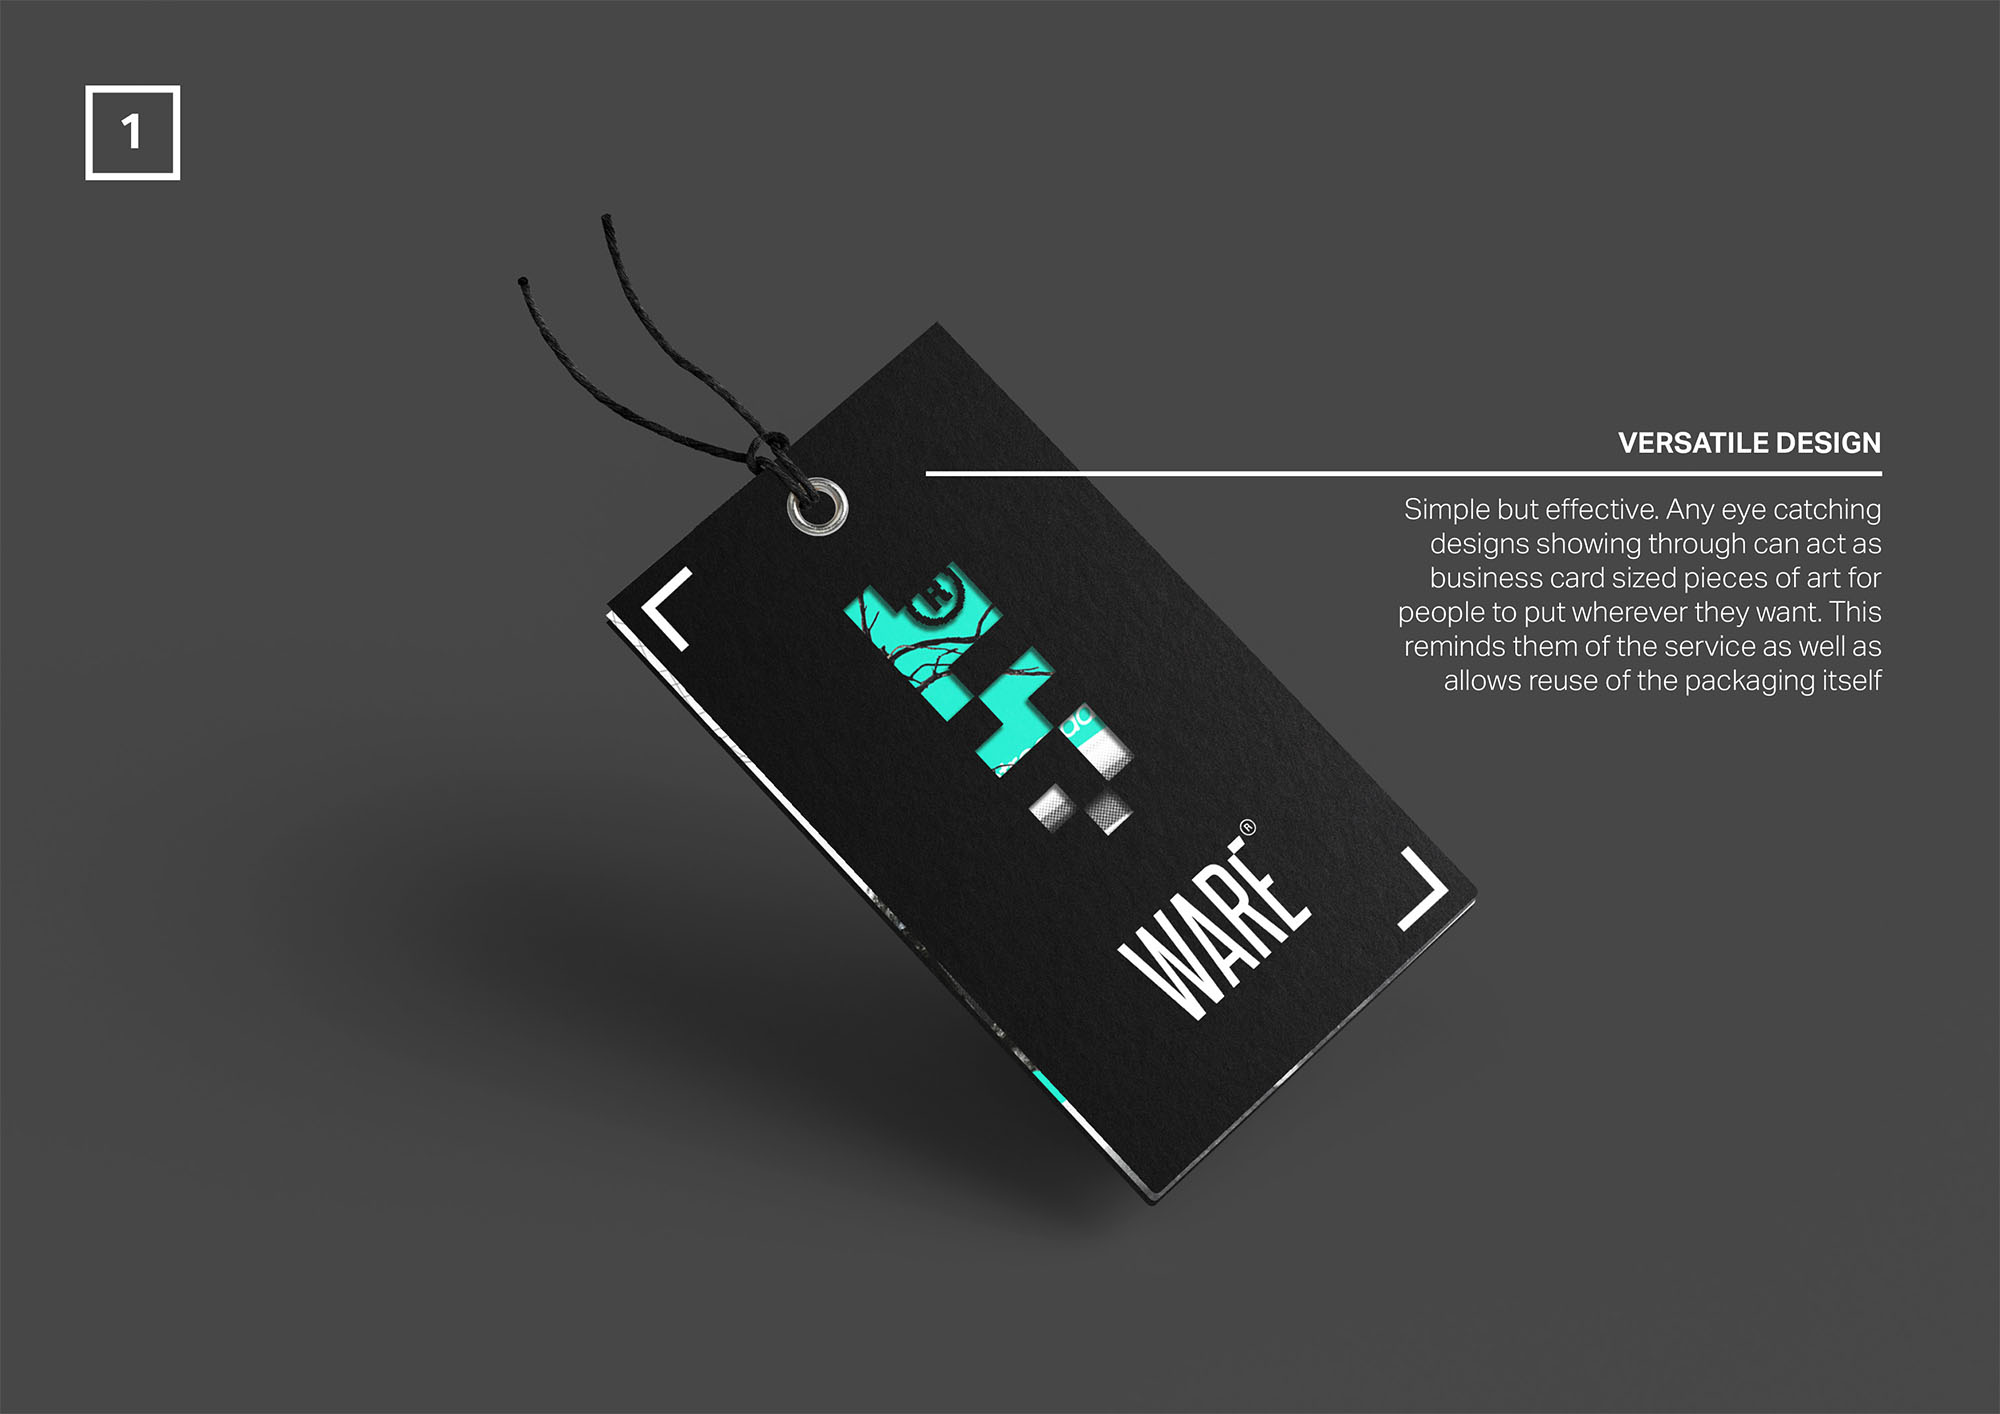 1
VERSATILE DESIGN
Simple but effective. Any eye catching
designs showing through can act as
business card sized pieces of art for
people to put wherever they want. This
reminds them of the service as well as
allows reuse of the packaging itself
WARE®